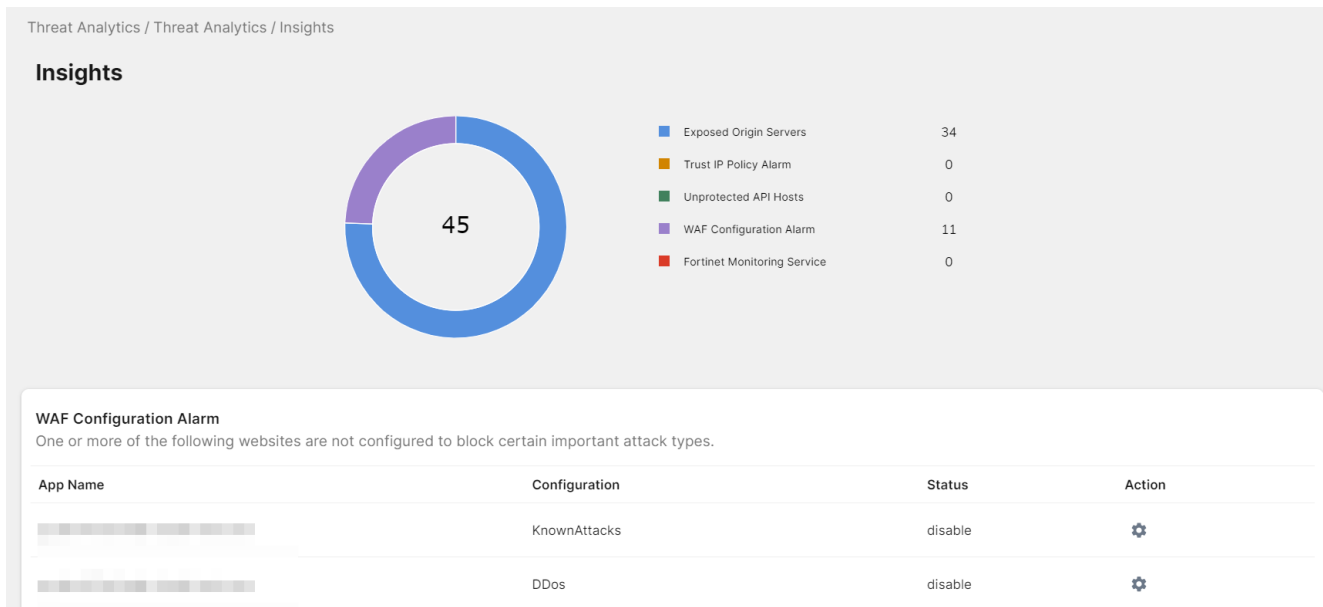 Threat Analytics / Threat Analytics / Insights
Insights
45
Exposed Origin Servers 34
Trust IP Policy Alarm 0
Unprotected API Hosts 0
WAF Configuration Alarm 11
Fortinet Monitoring Service 0
WAF Configuration Alarm
One or more of the following websites are not configured to block certain important attack types.
App Name Configuration Status Action
KnownAttacks disable
DDos disable